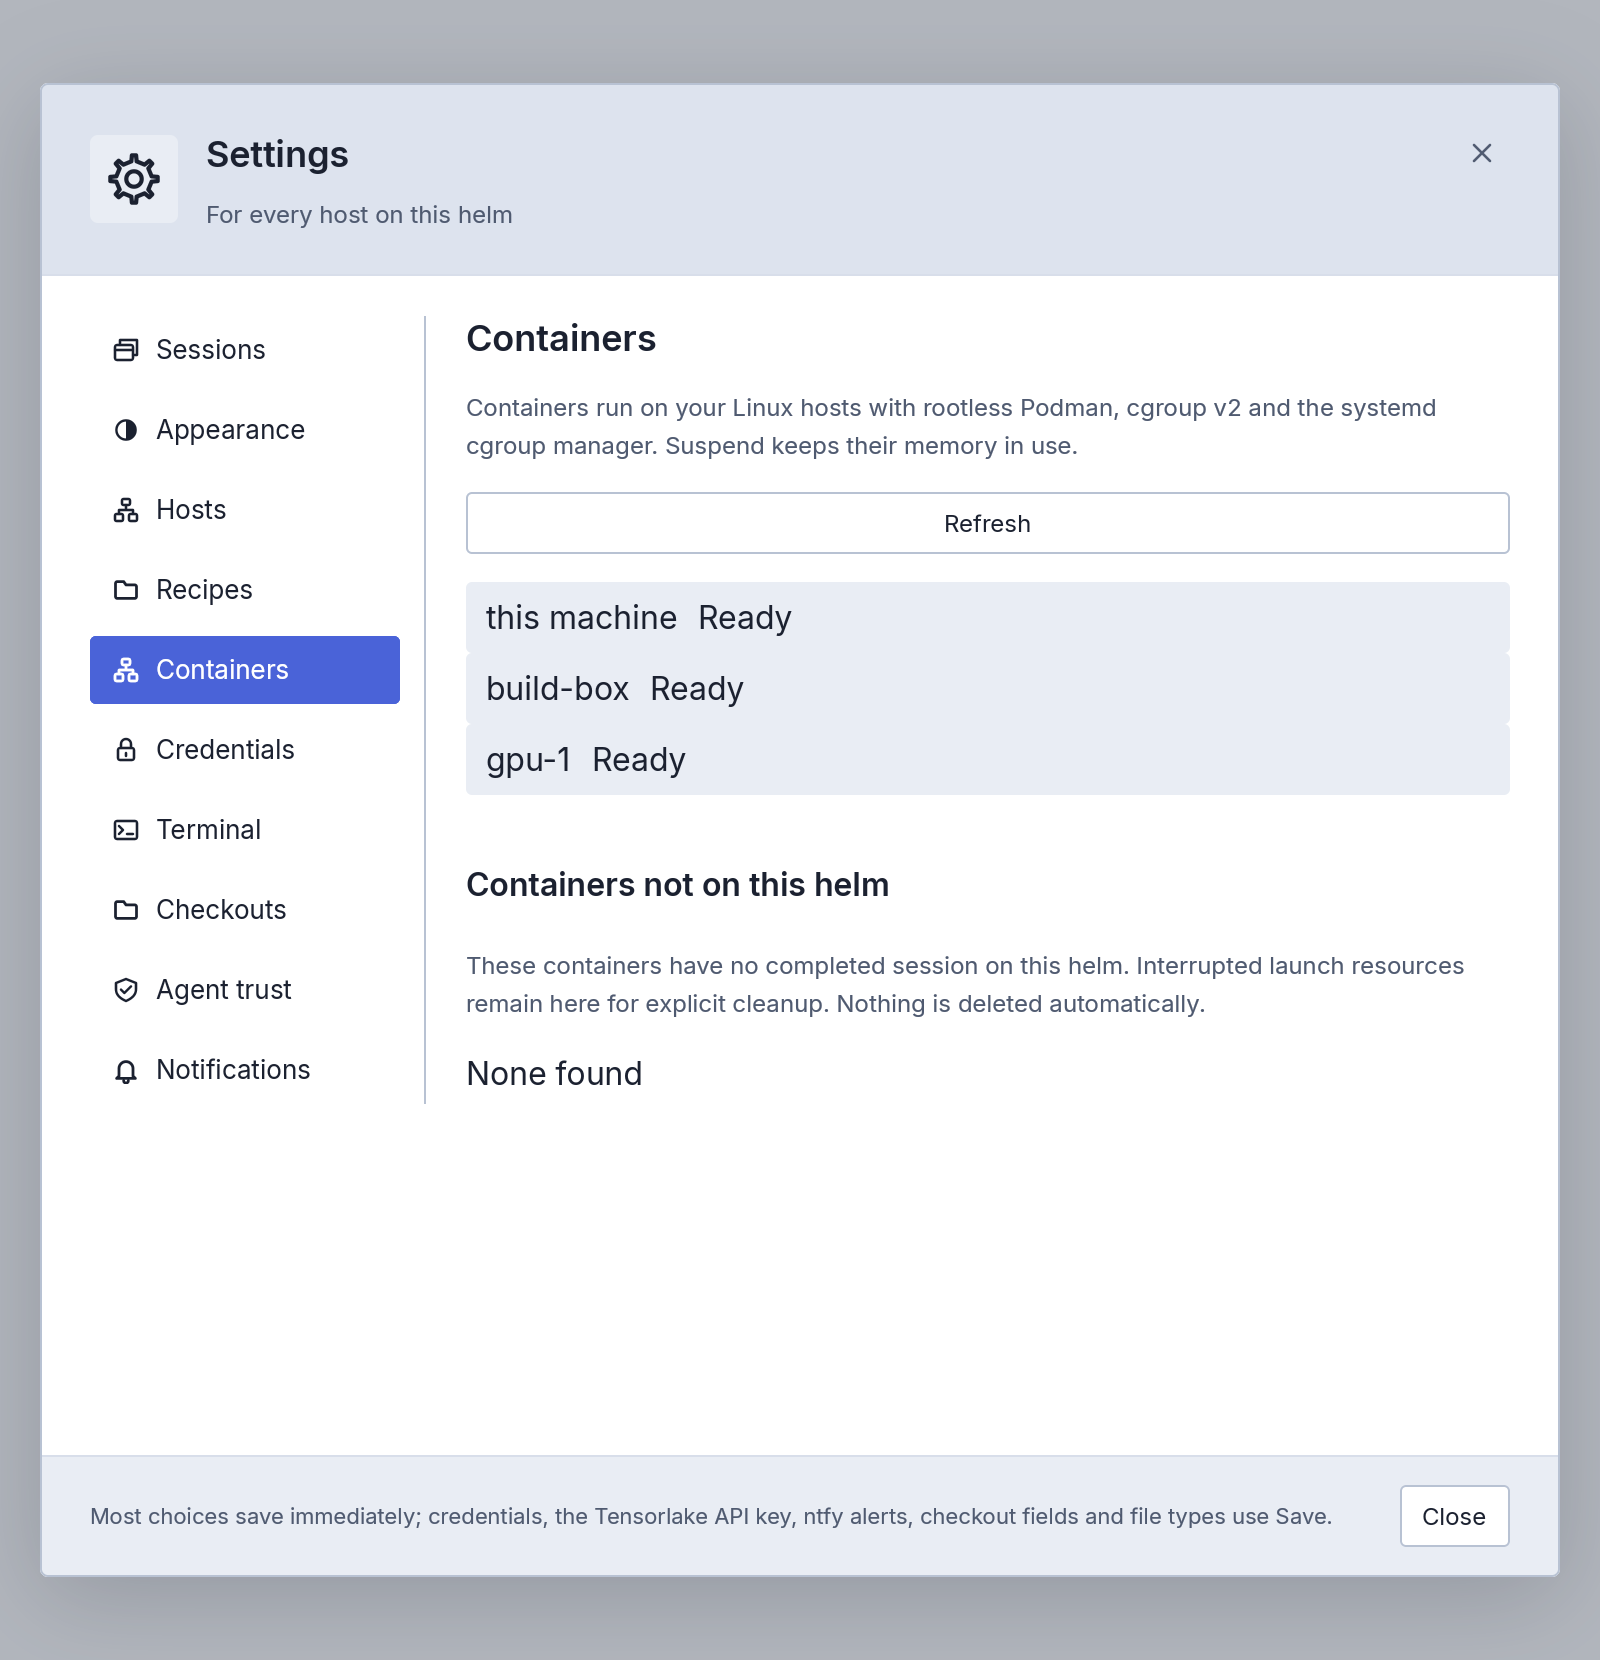 Settings
For every host on this helm
Sessions
Appearance
Hosts
Recipes
Containers
Credentials
Terminal
Checkouts
Agent trust
Notifications
Containers
Containers run on your Linux hosts with rootless Podman, cgroup v2 and the systemd
cgroup manager. Suspend keeps their memory in use.
Refresh
this machine Ready
build-box Ready
gpu-1 Ready
Containers not on this helm
These containers have no completed session on this helm. Interrupted launch resources
remain here for explicit cleanup. Nothing is deleted automatically.
None found
Most choices save immediately; credentials, the Tensorlake API key, ntfy alerts, checkout fields and file types use Save.
Close